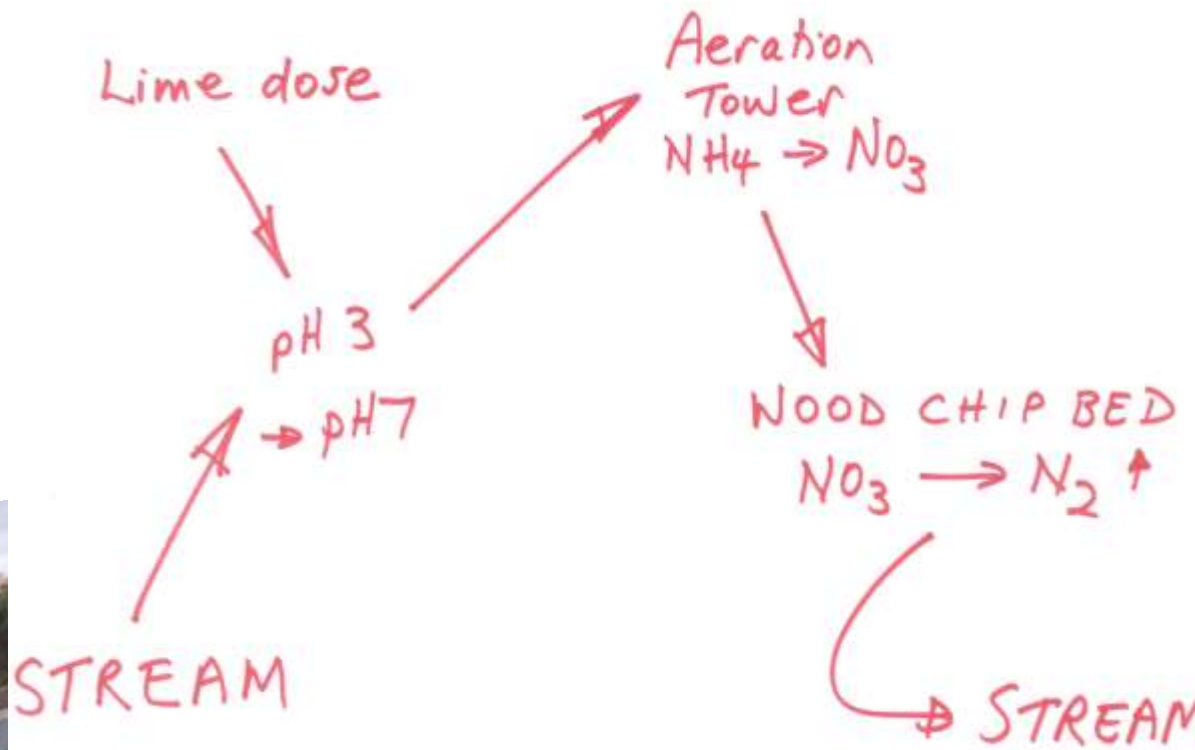 Lime dose
pH 3
→ pH7
STREAM
Aeration
Tower
NH4 → NO₃
WOOD CHIP BED
NO₃ → N₂ ↑
STREAM